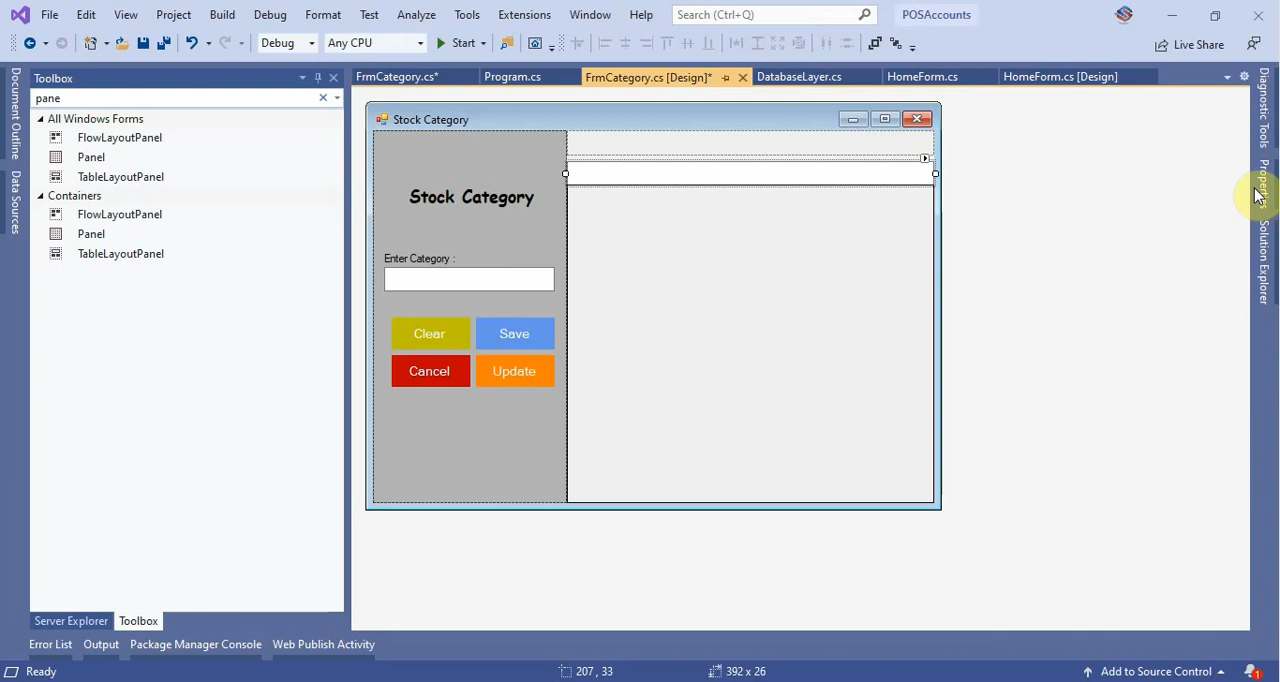 File Edit View Project Build Debug Format Test Analyze Tools Extensions Window Help Search (Ctrl+Q) POSAccounts
Debug Any CPU Start Live Share
Document Outline
Data Sources
Toolbox
pane
All Windows Forms
FlowLayoutPanel
Panel
TableLayoutPanel
Containers
FlowLayoutPanel
Panel
TableLayoutPanel
FrmCategory.cs* Program.cs FrmCategory.cs [Design]* DatabaseLayer.cs HomeForm.cs HomeForm.cs [Design]
Stock Category
Stock Category
Enter Category :
Clear Save
Cancel Update
Diagnostic Tools
Properties
Solution Explorer
Server Explorer Toolbox
Error List Output Package Manager Console Web Publish Activity
Ready 207 , 33 392 x 26 Add to Source Control 1